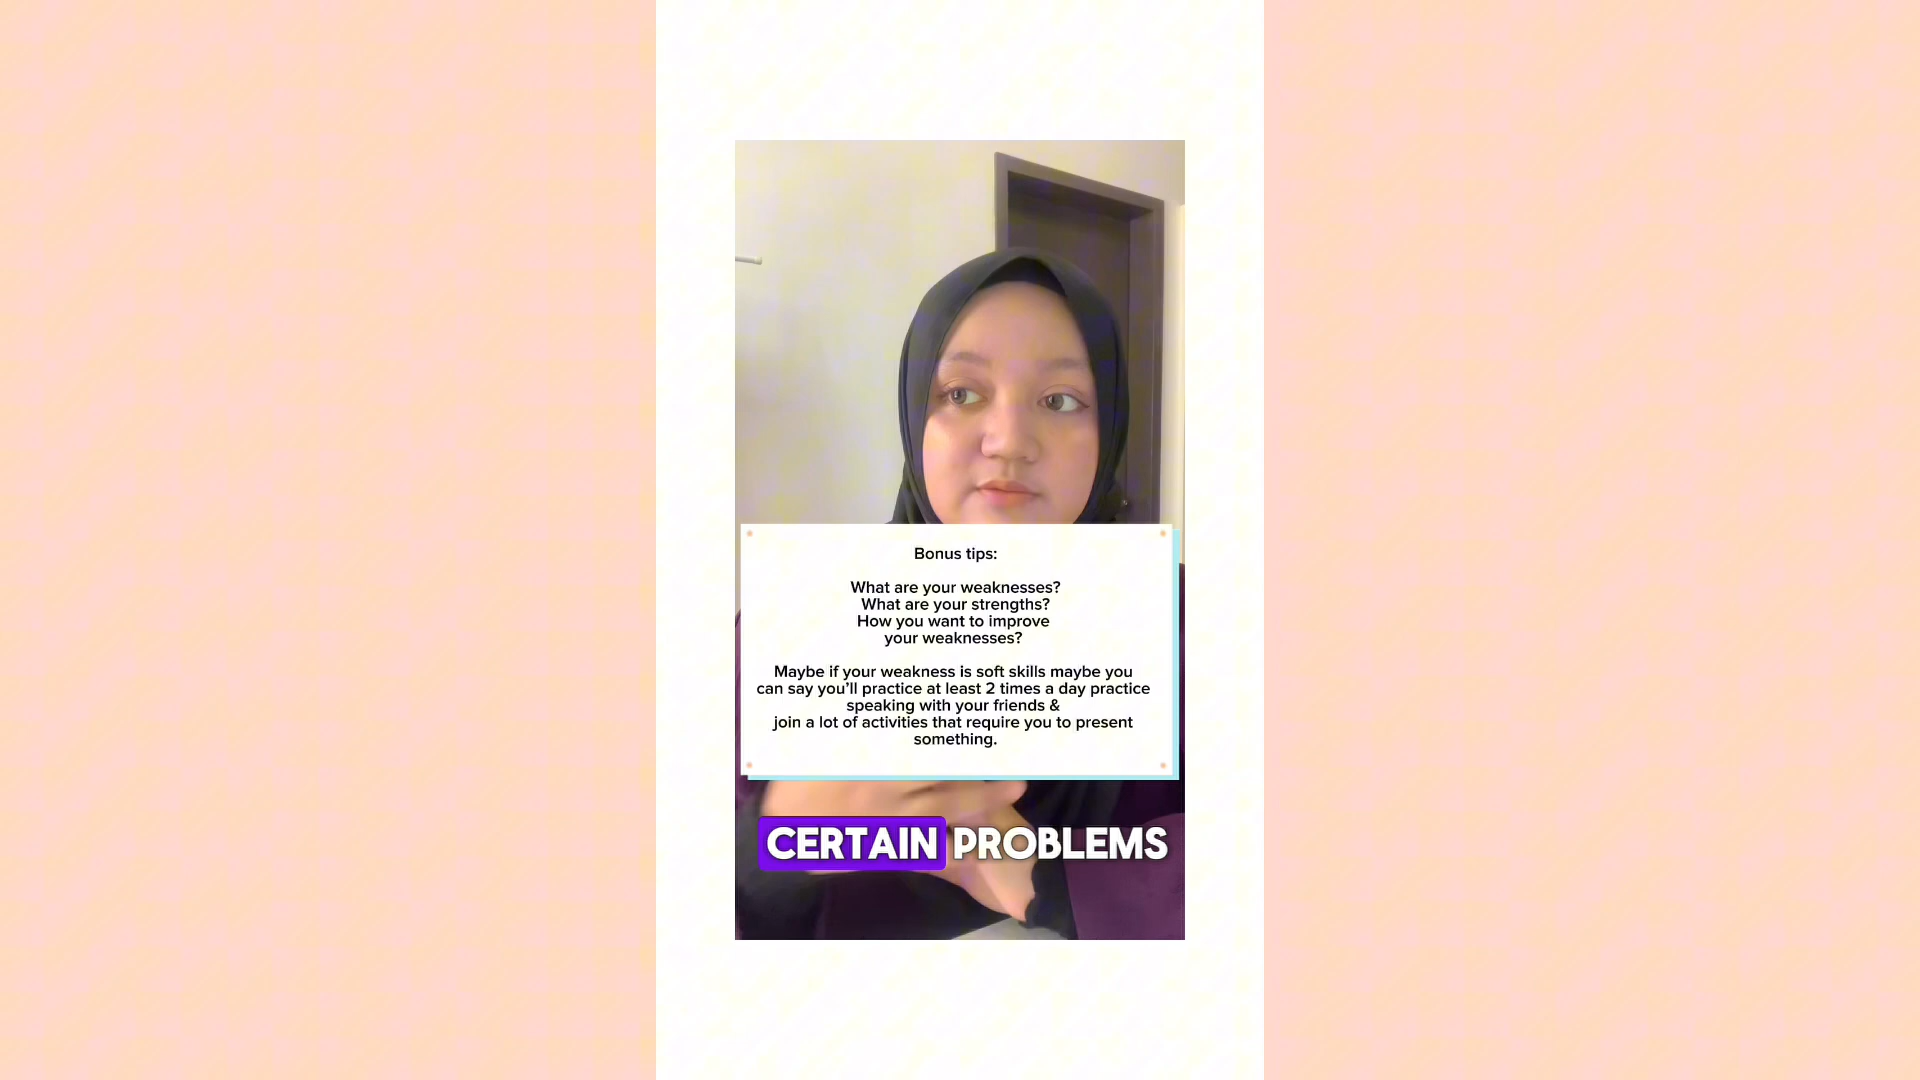 Bonus tips:
What are your weaknesses?
What are your strengths?
How you want to improve
your weaknesses?
Maybe if your weakness is soft skills maybe you
can say you’ll practice at least 2 times a day practice
speaking with your friends &
join a lot of activities that require you to present
something.
CERTAIN PROBLEMS